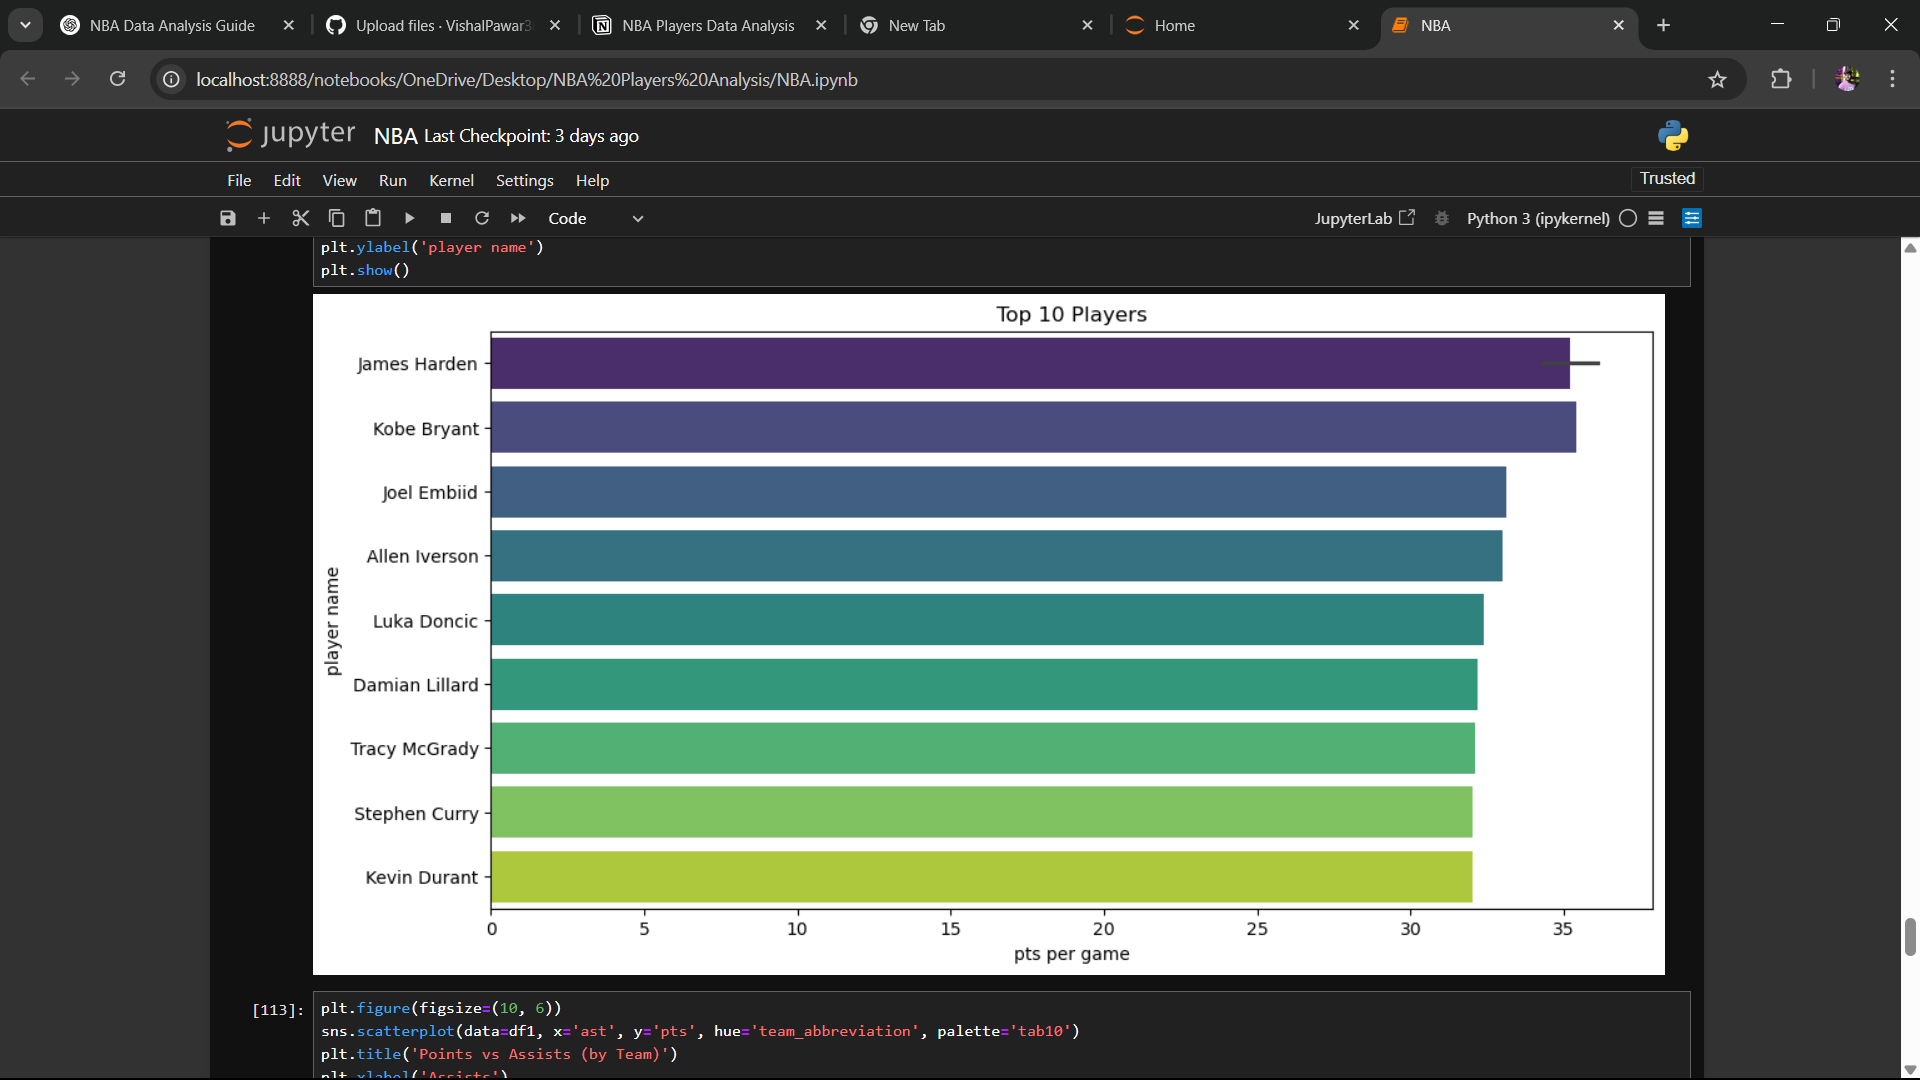 NBA Data Analysis Guide
Upload files · VishalPawar3
NBA Players Data Analysis
New Tab
Home
NBA
localhost:8888/notebooks/OneDrive/Desktop/NBA%20Players%20Analysis/NBA.ipynb
jupyter NBA Last Checkpoint: 3 days ago
File Edit View Run Kernel Settings Help Trusted
Code JupyterLab Python 3 (ipykernel)
plt.ylabel('player name')
plt.show()
Top 10 Players
James Harden
Kobe Bryant
Joel Embiid
Allen Iverson
Luka Doncic
Damian Lillard
Tracy McGrady
Stephen Curry
Kevin Durant
player name
0 5 10 15 20 25 30 35
pts per game
[113]: plt.figure(figsize=(10, 6))
sns.scatterplot(data=df1, x='ast', y='pts', hue='team_abbreviation', palette='tab10')
plt.title('Points vs Assists (by Team)')
plt.xlabel('Assists')